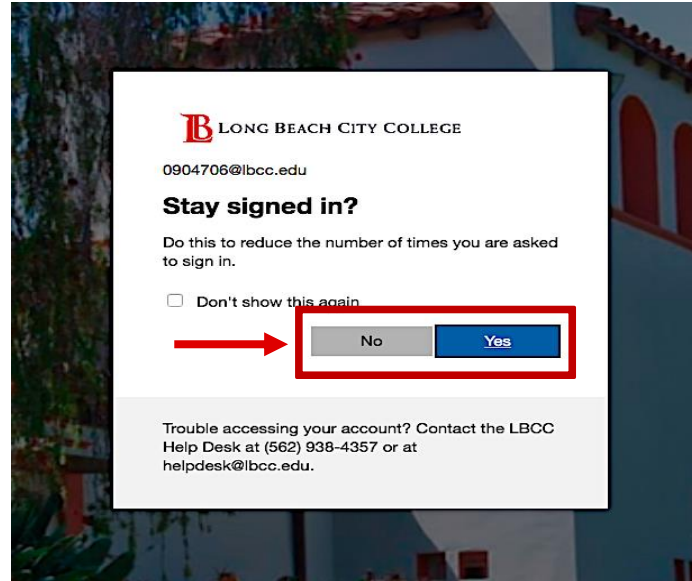 LB LONG BEACH CITY COLLEGE
0904706@lbcc.edu
Stay signed in?
Do this to reduce the number of times you are asked
to sign in.
Don't show this again
No Yes
Trouble accessing your account? Contact the LBCC
Help Desk at (562) 938-4357 or at
helpdesk@lbcc.edu.